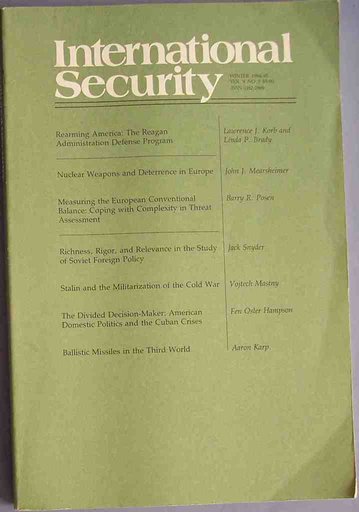 International
Security
WINTER 1984/85
VOL. 9 NO. 3
Rearming America: The Reagan
Administration Defense Program
Lawrence J. Korb and
Linda P. Brady
Nuclear Weapons and Deterrence in Europe
John J. Mearsheimer
Measuring the European Conventional
Balance: Coping with Complexity in Threat
Assessment
Barry R. Posen
Richness, Rigor, and Relevance in the Study
of Soviet Foreign Policy
Jack Snyder
Stalin and the Militarization of the Cold War
Vojtech Mastny
The Divided Decision-Maker: American
Domestic Politics and the Cuban Crises
Fen Osler Hampson
Ballistic Missiles in the Third World
Aaron Karp